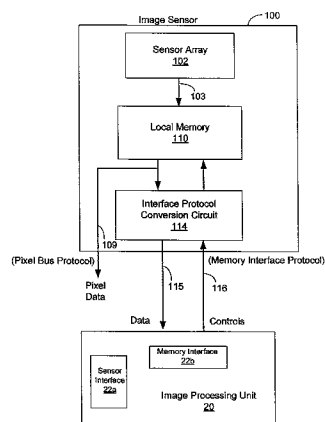 Image Sensor
100
Sensor Array
102
103
Local Memory
110
Interface Protocol
Conversion Circuit
114
(Pixel Bus Protocol)
109
(Memory Interface Protocol)
Pixel
Data
115
116
Data
Controls
Memory Interface
22b
Sensor
Interface
22a
Image Processing Unit
20